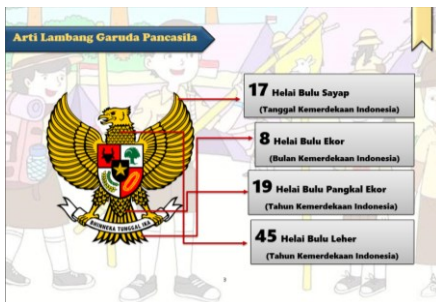 Arti Lambang Garuda Pancasila
17 Helai Bulu Sayap
(Tanggal Kemerdekaan Indonesia)
8 Helai Bulu Ekor
(Bulan Kemerdekaan Indonesia)
19 Helai Bulu Pangkal Ekor
(Tahun Kemerdekaan Indonesia)
45 Helai Bulu Leher
(Tahun Kemerdekaan Indonesia)
BHINNEKA TUNGGAL IKA